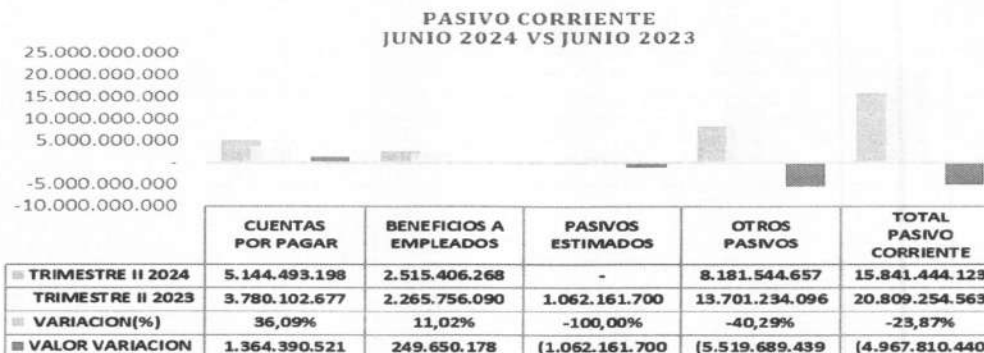 PASIVO CORRIENTE
JUNIO 2024 VS JUNIO 2023
25.000.000.000
20.000.000.000
15.000.000.000
10.000.000.000
5.000.000.000
-
-5.000.000.000
-10.000.000.000
CUENTAS POR PAGAR BENEFICIOS A EMPLEADOS PASIVOS ESTIMADOS OTROS PASIVOS TOTAL PASIVO CORRIENTE
TRIMESTRE II 2024 5.144.493.198 2.515.406.268 - 8.181.544.657 15.841.444.123
TRIMESTRE II 2023 3.780.102.677 2.265.756.090 1.062.161.700 13.701.234.096 20.809.254.563
VARIACION(%) 36,09% 11,02% -100,00% -40,29% -23,87%
VALOR VARIACION 1.364.390.521 249.650.178 (1.062.161.700 (5.519.689.439 (4.967.810.440